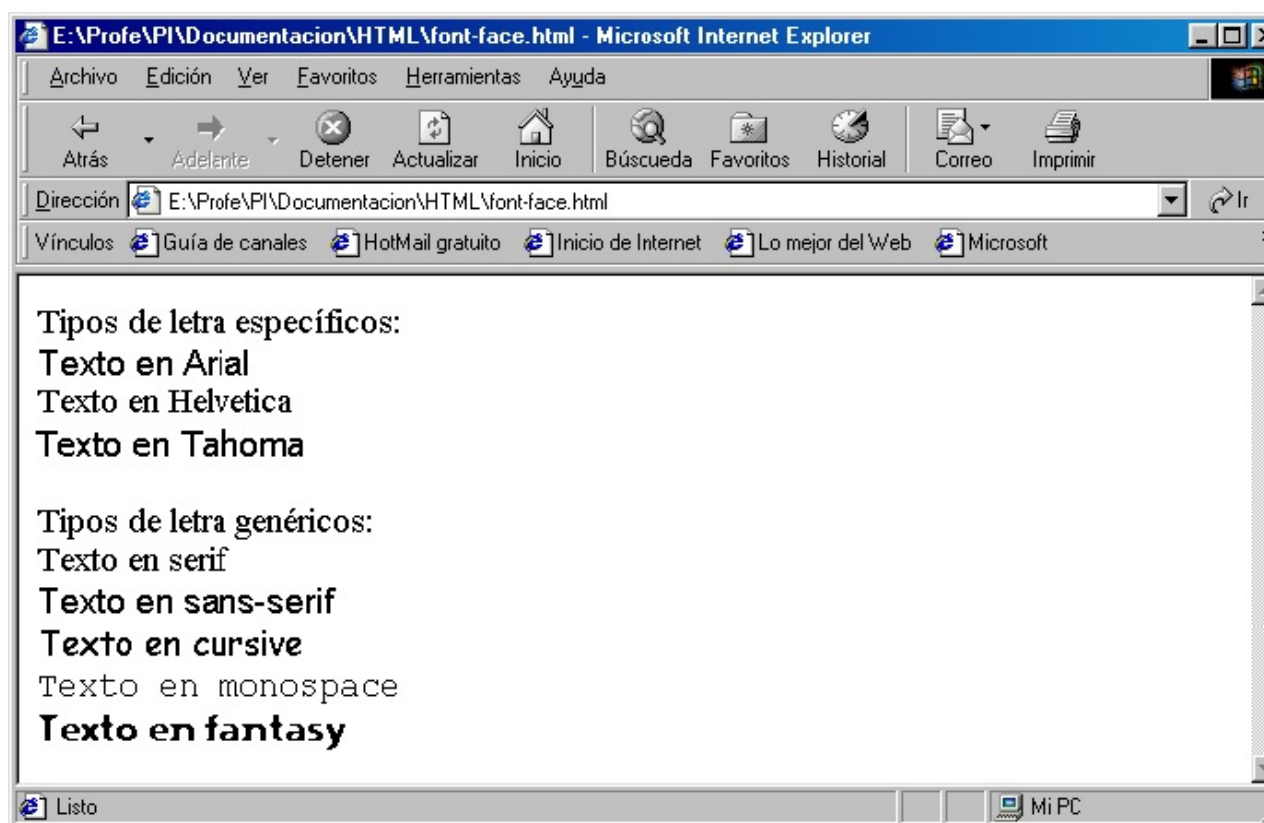 E:\Profe\PI\Documentacion\HTML\font-face.html - Microsoft Internet Explorer
Archivo Edición Ver Favoritos Herramientas Ayuda
Atrás Adelante Detener Actualizar Inicio Búscueda Favoritos Historial Correo Imprimir
Dirección E:\Profe\PI\Documentacion\HTML\font-face.html Ir
Vínculos Guía de canales HotMail gratuito Inicio de Internet Lo mejor del Web Microsoft
Tipos de letra específicos:
Texto en Arial
Texto en Helvetica
Texto en Tahoma
Tipos de letra genéricos:
Texto en serif
Texto en sans-serif
Texto en cursive
Texto en monospace
Texto en fantasy
Listo Mi PC